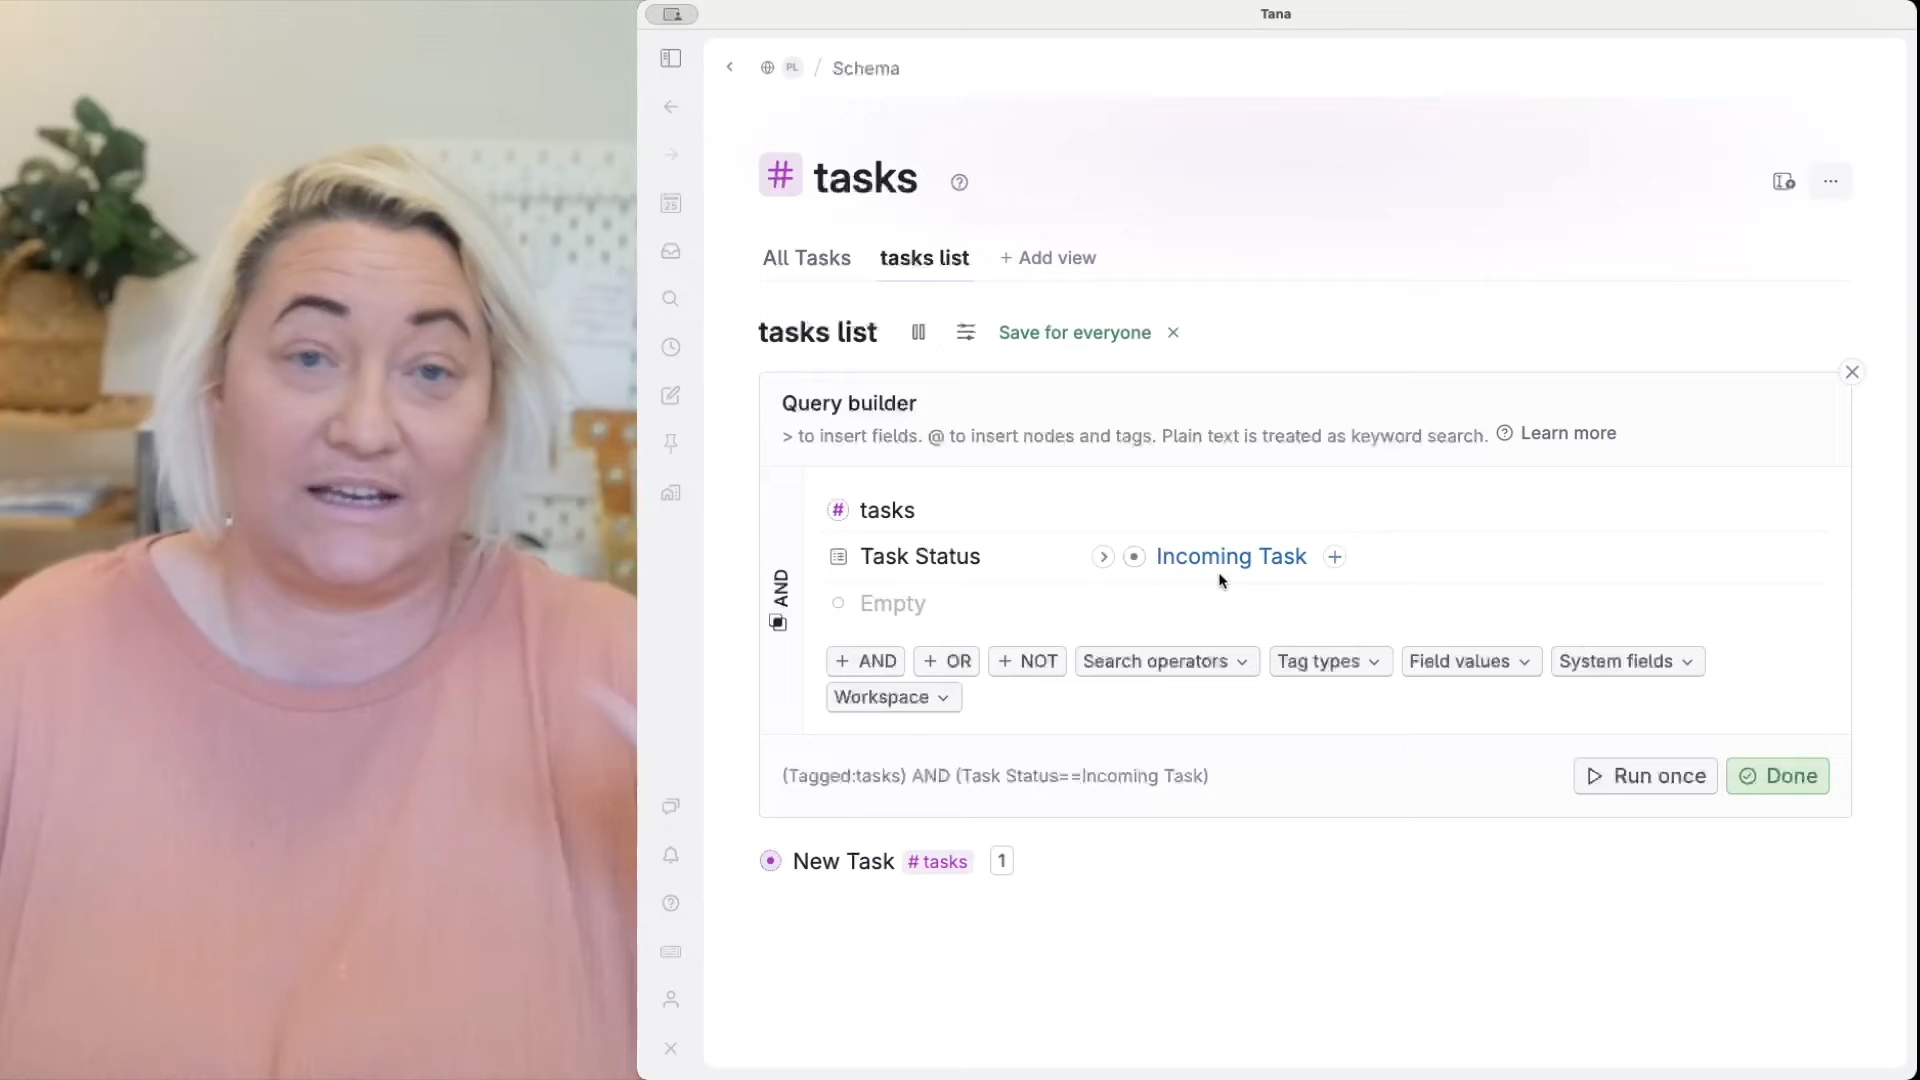 Tana
PL / Schema
# tasks
All Tasks tasks list + Add view
tasks list Save for everyone
Query builder
> to insert fields. @ to insert nodes and tags. Plain text is treated as keyword search. Learn more
# tasks
Task Status Incoming Task
Empty
AND
+ AND + OR + NOT Search operators Tag types Field values System fields
Workspace
(Tagged:tasks) AND (Task Status==Incoming Task) Run once Done
New Task # tasks 1
25